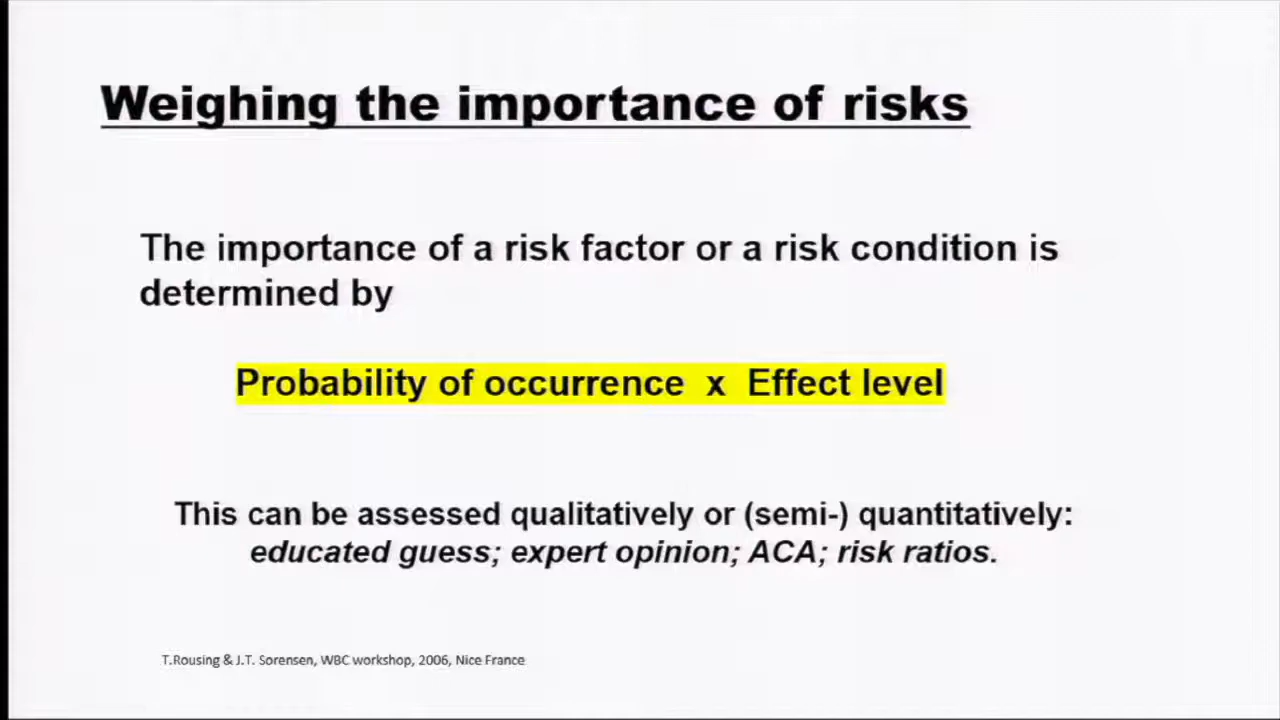 Weighing the importance of risks
The importance of a risk factor or a risk condition is
determined by
Probability of occurrence x Effect level
This can be assessed qualitatively or (semi-) quantitatively:
educated guess; expert opinion; ACA; risk ratios.
T.Rousing & J.T. Sorensen, WBC workshop, 2006, Nice France